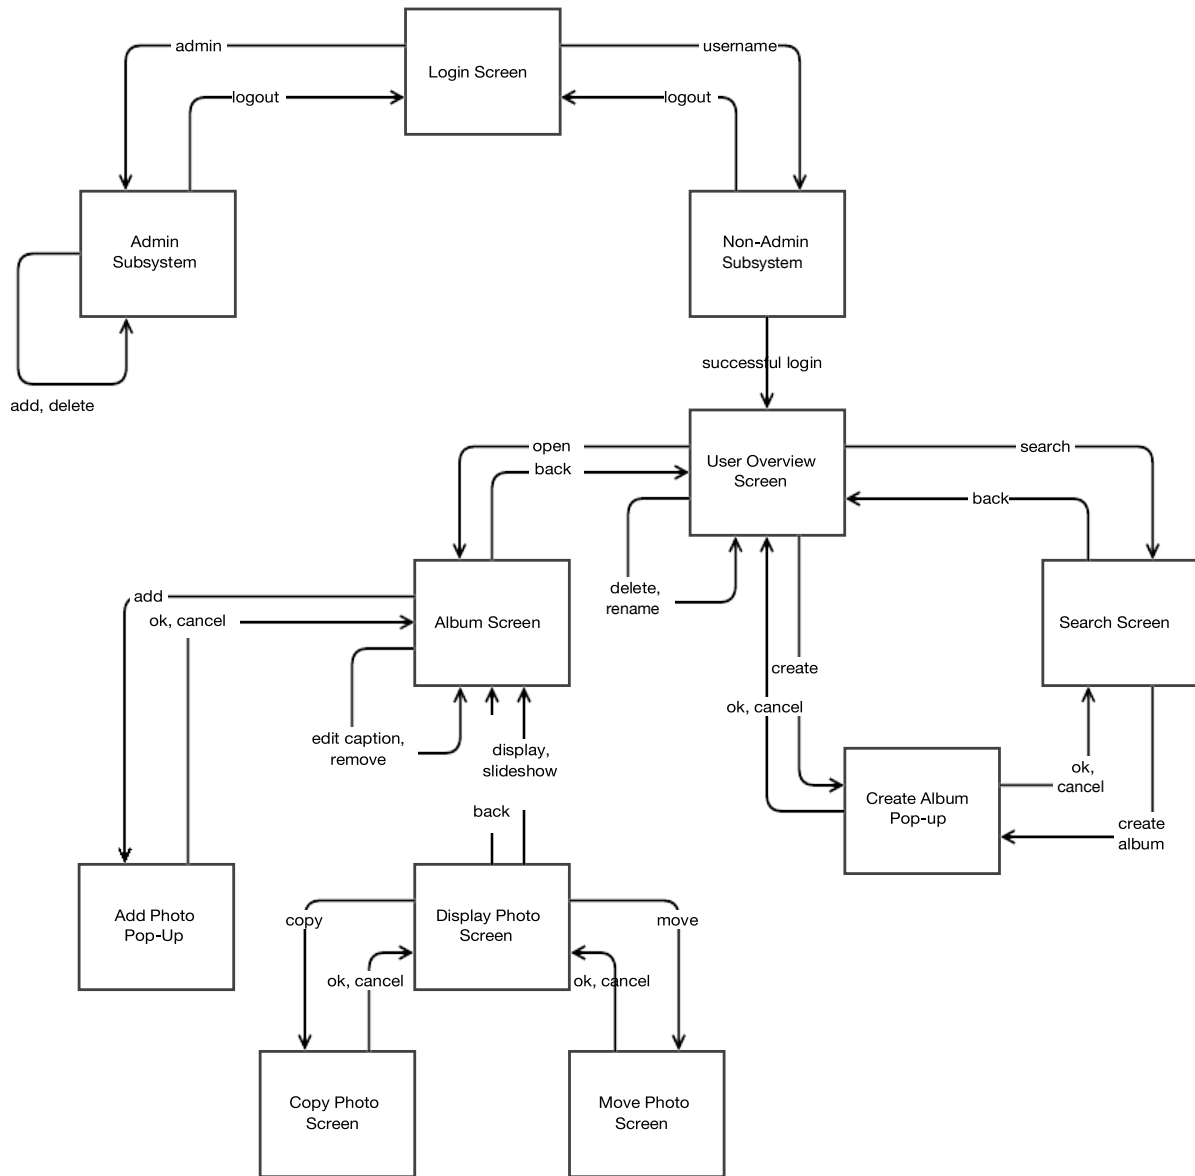 admin
username
Login Screen
logout
logout
Admin
Subsystem
Non-Admin
Subsystem
successful login
add, delete
open
back
User Overview
Screen
search
back
delete,
rename
add
ok, cancel
Album Screen
Search Screen
create
ok, cancel
edit caption,
remove
display,
slideshow
back
Create Album
Pop-up
ok,
cancel
create
album
Add Photo
Pop-Up
copy
Display Photo
Screen
move
ok, cancel
ok, cancel
Copy Photo
Screen
Move Photo
Screen